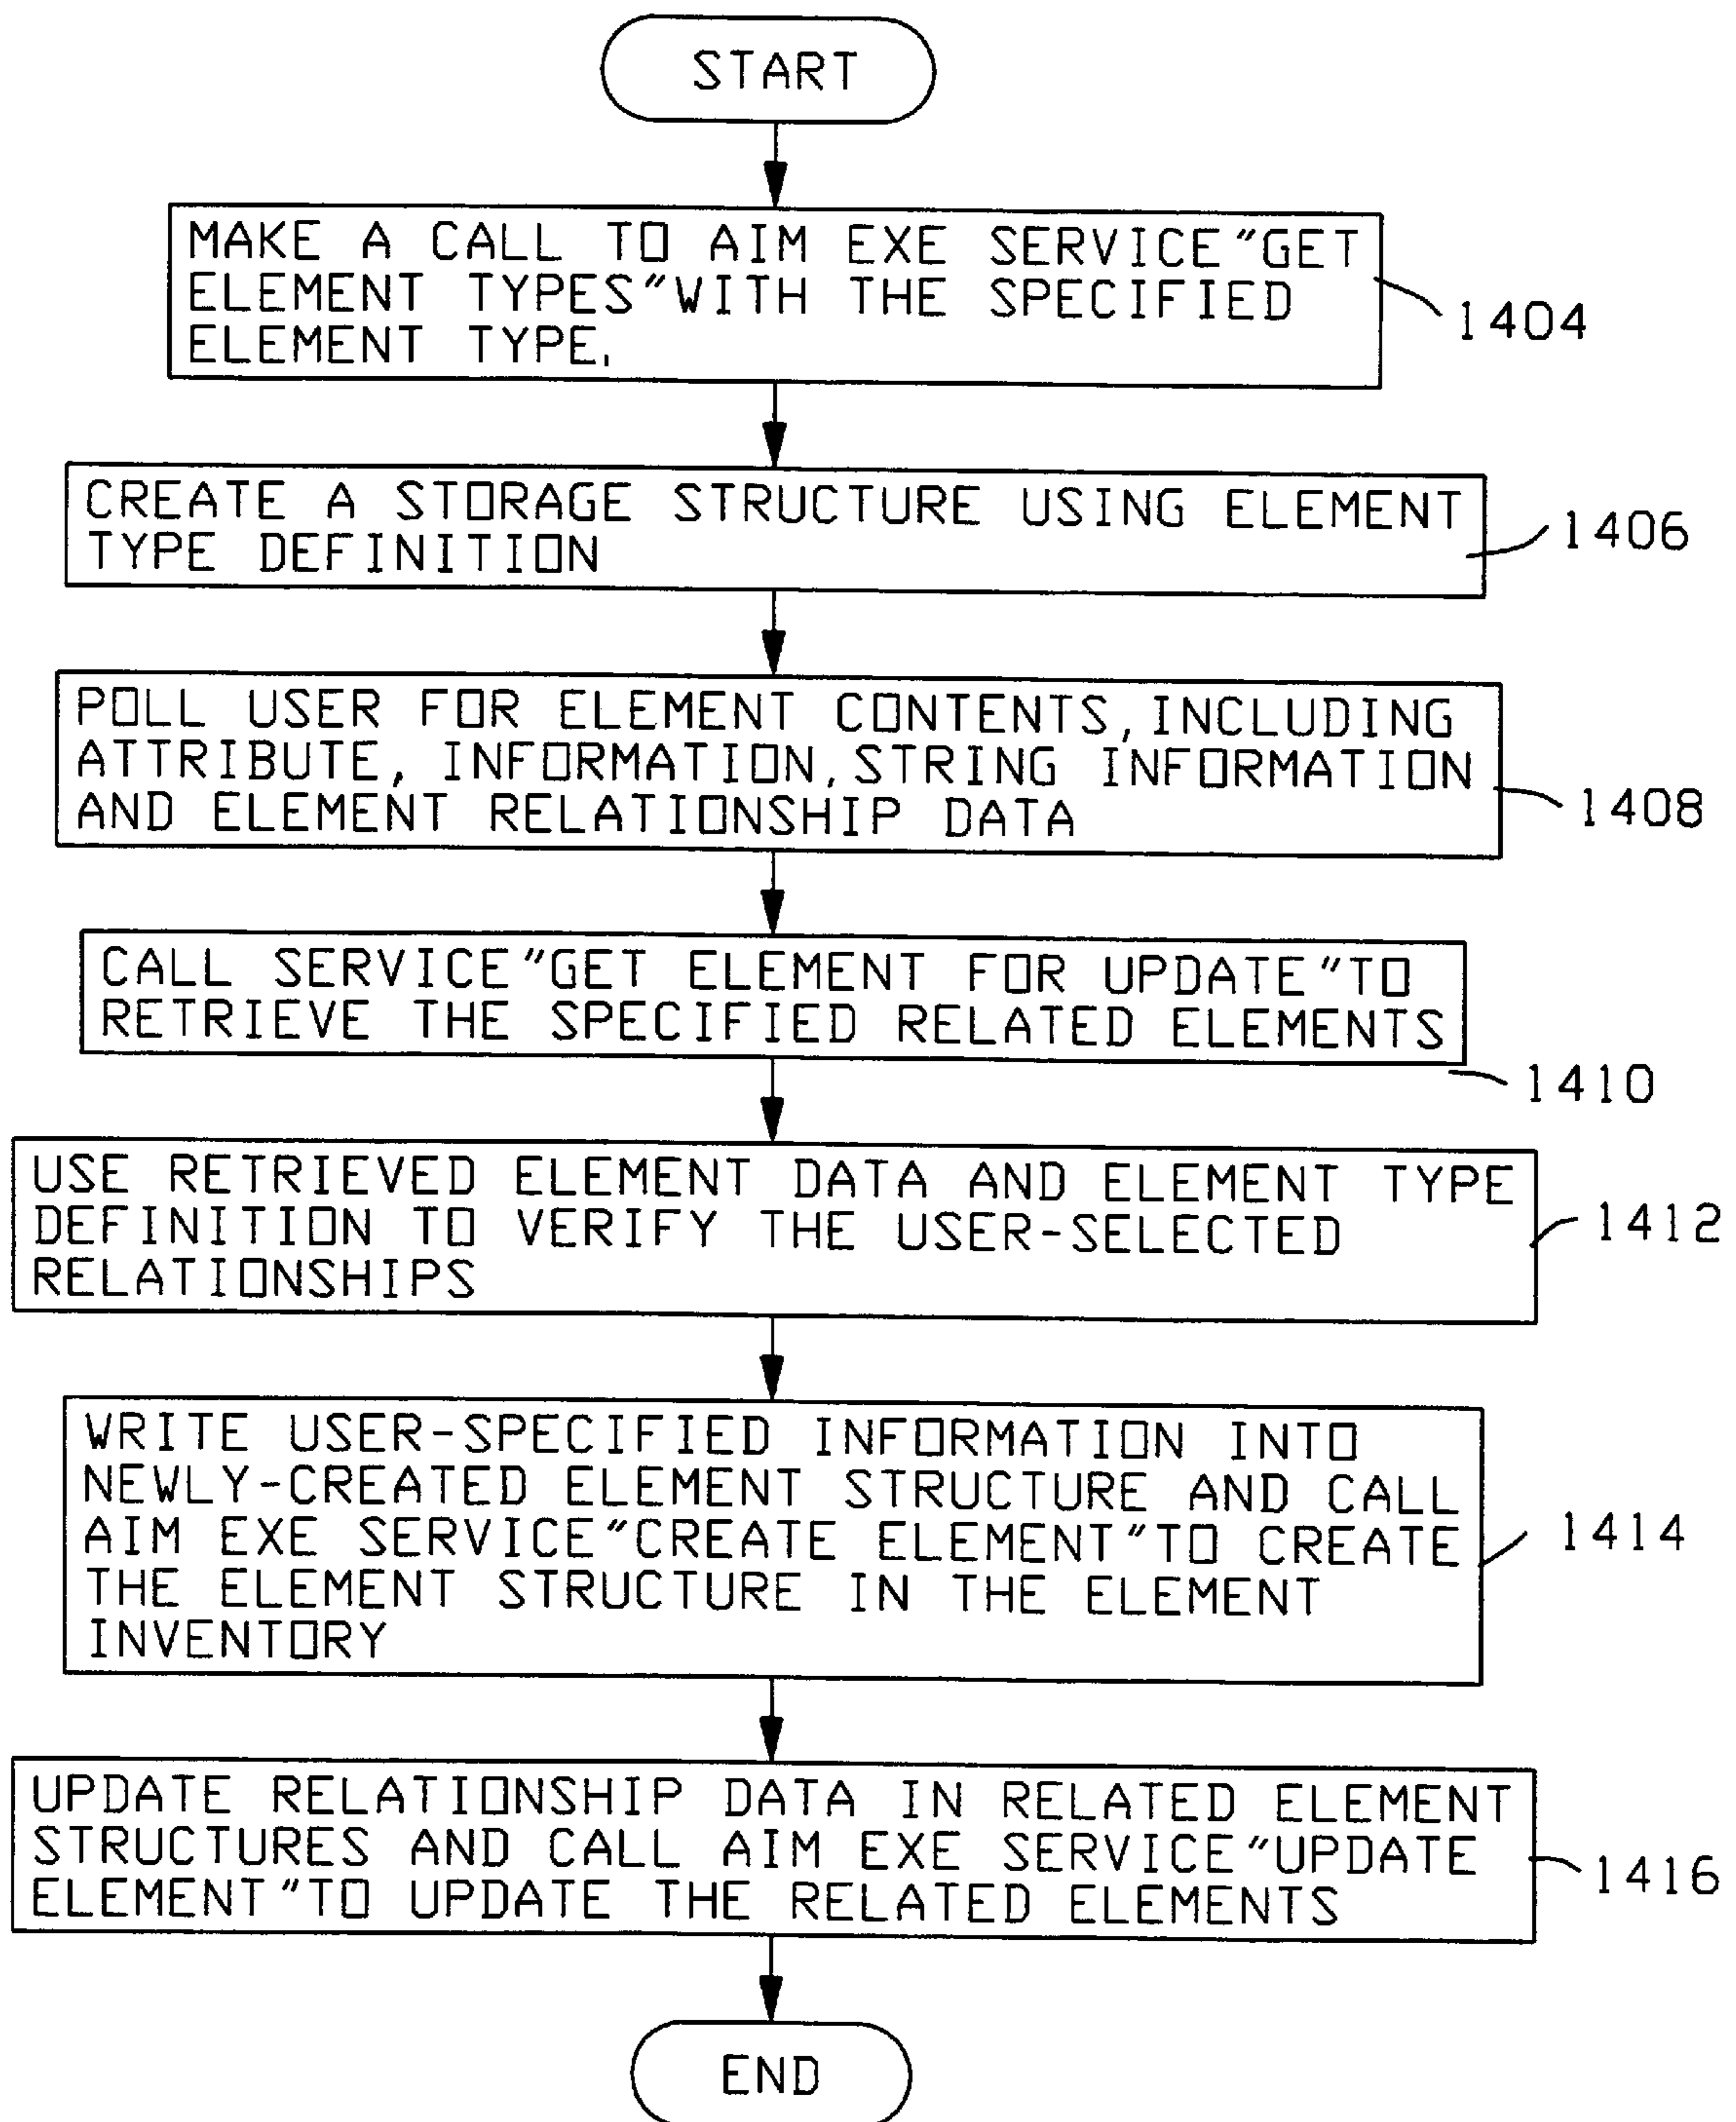 START
MAKE A CALL TO AIM EXE SERVICE"GET
ELEMENT TYPES"WITH THE SPECIFIED
ELEMENT TYPE.
1404
CREATE A STORAGE STRUCTURE USING ELEMENT
TYPE DEFINITION
1406
POLL USER FOR ELEMENT CONTENTS, INCLUDING
ATTRIBUTE, INFORMATION, STRING INFORMATION
AND ELEMENT RELATIONSHIP DATA
1408
CALL SERVICE"GET ELEMENT FOR UPDATE"TO
RETRIEVE THE SPECIFIED RELATED ELEMENTS
1410
USE RETRIEVED ELEMENT DATA AND ELEMENT TYPE
DEFINITION TO VERIFY THE USER-SELECTED
RELATIONSHIPS
1412
WRITE USER-SPECIFIED INFORMATION INTO
NEWLY-CREATED ELEMENT STRUCTURE AND CALL
AIM EXE SERVICE"CREATE ELEMENT"TO CREATE
THE ELEMENT STRUCTURE IN THE ELEMENT
INVENTORY
1414
UPDATE RELATIONSHIP DATA IN RELATED ELEMENT
STRUCTURES AND CALL AIM EXE SERVICE"UPDATE
ELEMENT"TO UPDATE THE RELATED ELEMENTS
1416
END